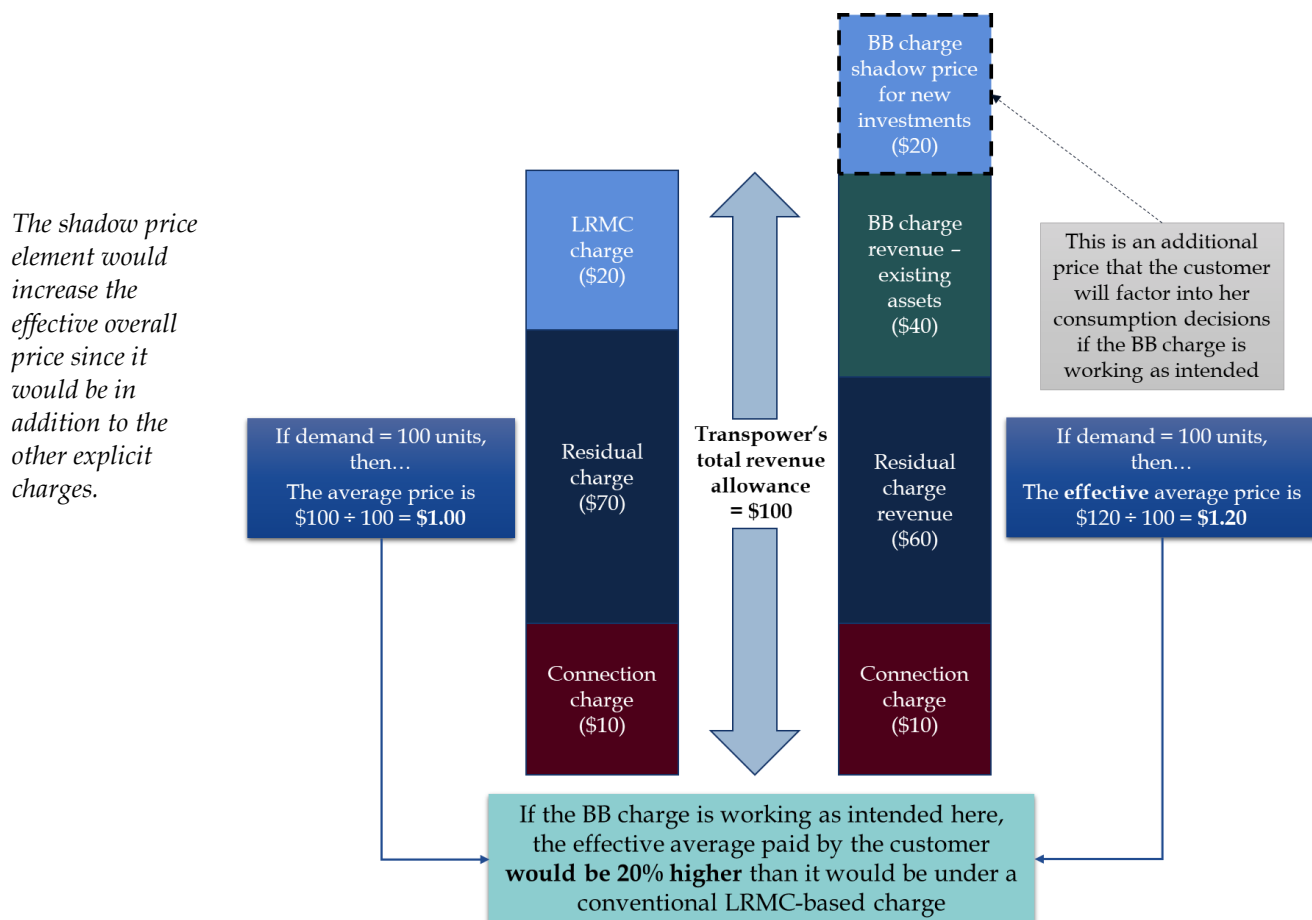 The shadow price
element would
increase the
effective overall
price since it
would be in
addition to the
other explicit
charges.
If demand = 100 units,
then…
The average price is
$100 ÷ 100 = $1.00
LRMC
charge
($20)
Residual
charge
($70)
Connection
charge
($10)
Transpower’s
total revenue
allowance
= $100
BB charge
shadow price
for new
investments
($20)
BB charge
revenue –
existing
assets
($40)
Residual
charge
revenue
($60)
Connection
charge
($10)
This is an additional
price that the customer
will factor into her
consumption decisions
if the BB charge is
working as intended
If demand = 100 units,
then…
The effective average price is
$120 ÷ 100 = $1.20
If the BB charge is working as intended here,
the effective average paid by the customer
would be 20% higher than it would be under a
conventional LRMC-based charge